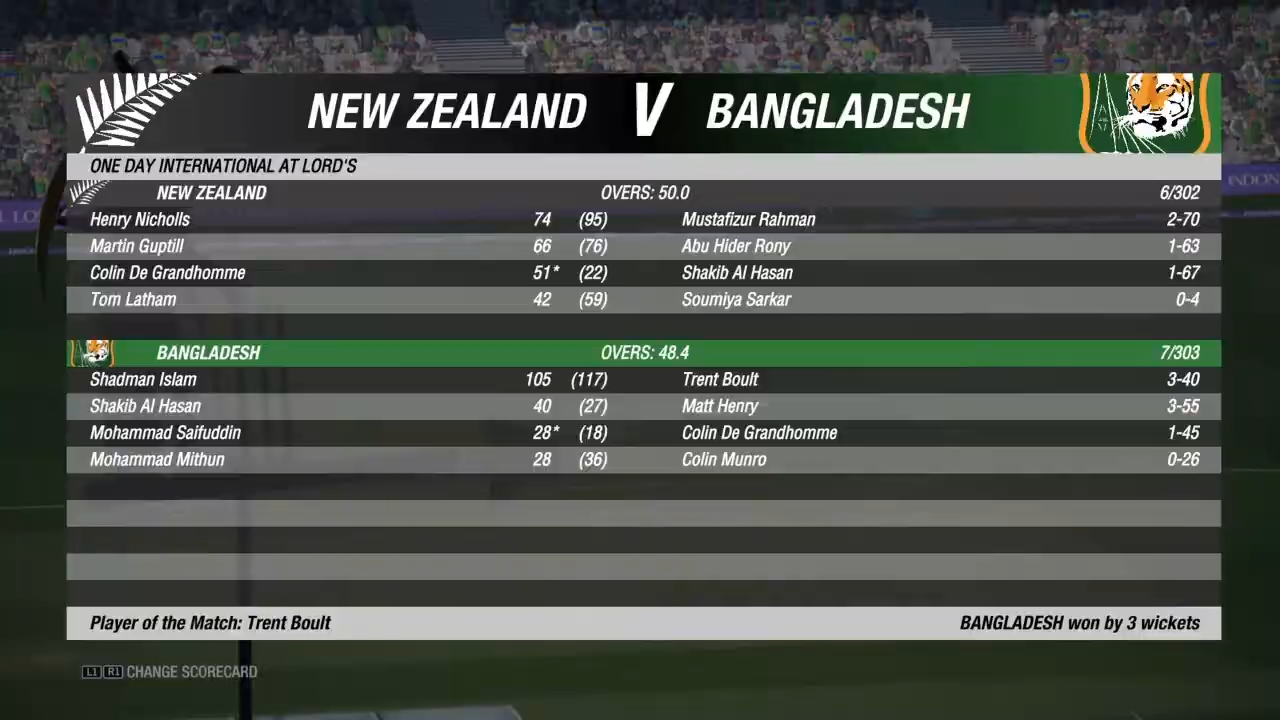 NEW ZEALAND V BANGLADESH
ONE DAY INTERNATIONAL AT LORD'S
NEW ZEALAND OVERS: 50.0 6/302
Henry Nicholls 74 (95) Mustafizur Rahman 2-70
Martin Guptill 66 (76) Abu Hider Rony 1-63
Colin De Grandhomme 51* (22) Shakib Al Hasan 1-67
Tom Latham 42 (59) Soumiya Sarkar 0-4
BANGLADESH OVERS: 48.4 7/303
Shadman Islam 105 (117) Trent Boult 3-40
Shakib Al Hasan 40 (27) Matt Henry 3-55
Mohammad Saifuddin 28* (18) Colin De Grandhomme 1-45
Mohammad Mithun 28 (36) Colin Munro 0-26
Player of the Match: Trent Boult BANGLADESH won by 3 wickets
L1 R1 CHANGE SCORECARD